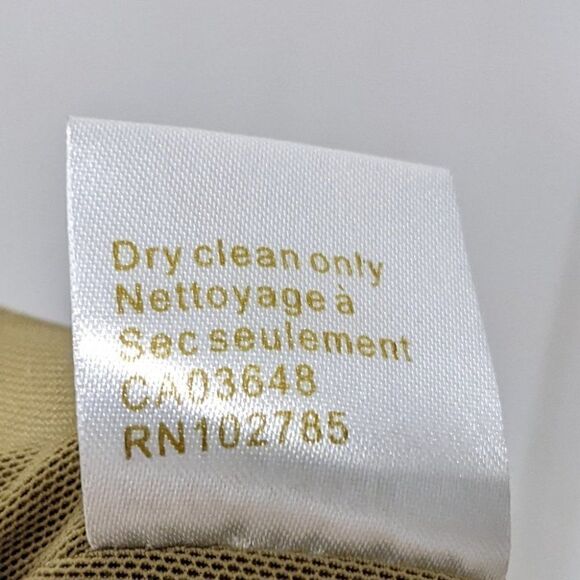 Dry clean only
Nettoyage à
Sec seulement
CA03648
RN102785